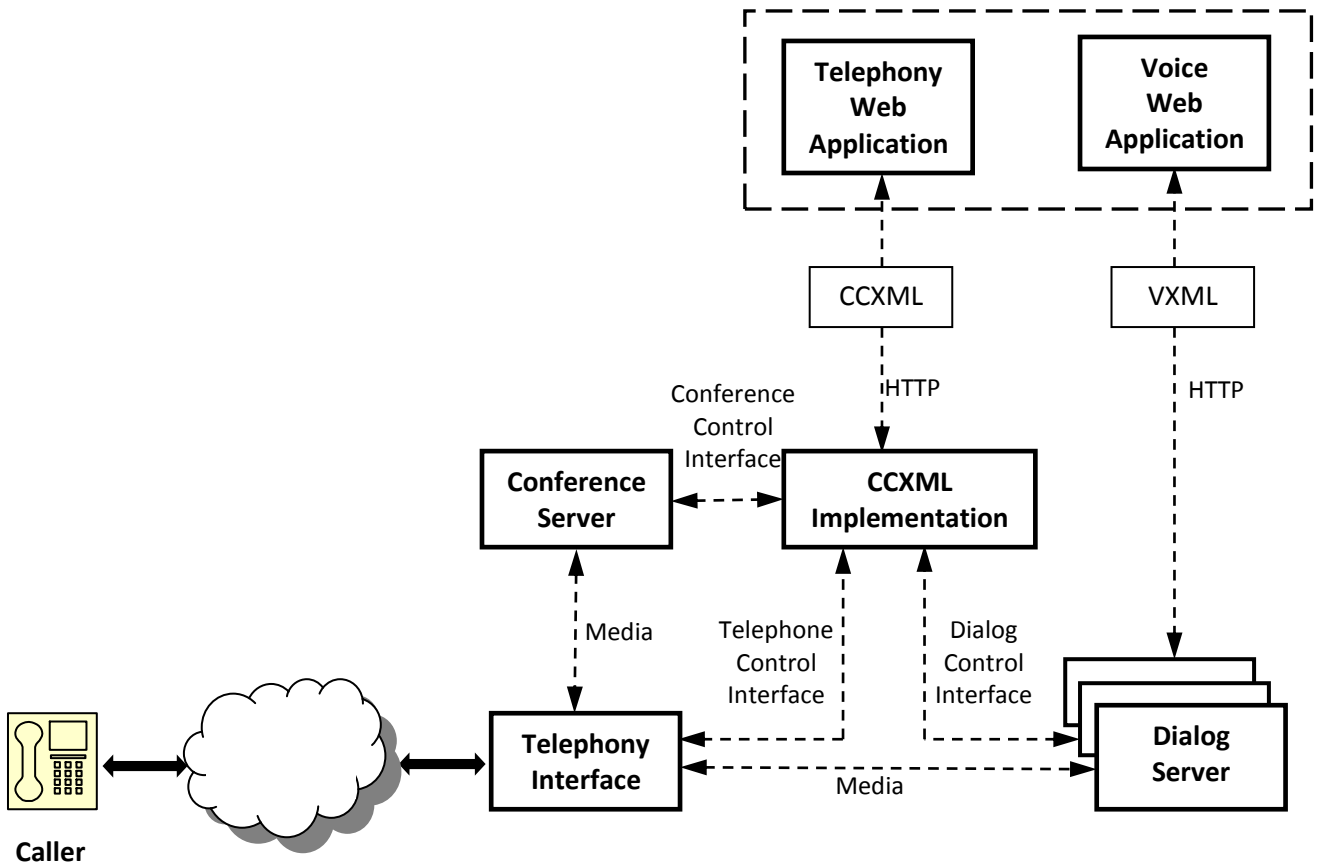 Telephony
Web
Application
Voice
Web
Application
CCXML
VXML
HTTP
HTTP
Conference
Control
Interface
Conference
Server
CCXML
Implementation
Media
Telephone
Control
Interface
Dialog
Control
Interface
Telephony
Interface
Media
Dialog
Server
Caller